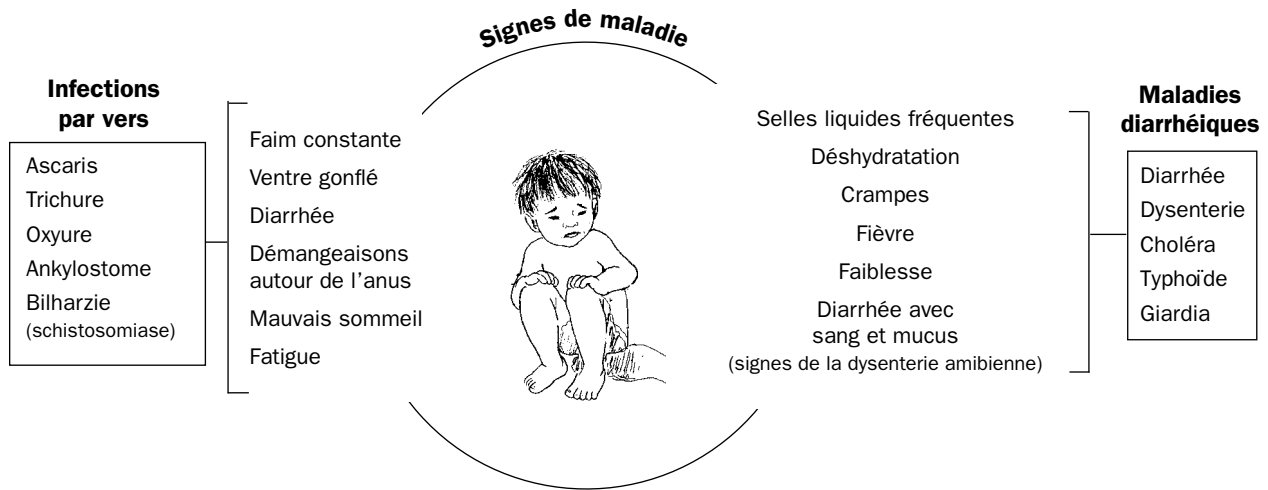 Signes de maladie
Infections
par vers
Ascaris
Trichure
Oxyure
Ankylostome
Bilharzie
(schistosomiase)
Faim constante
Ventre gonflé
Diarrhée
Démangeaisons
autour de l'anus
Mauvais sommeil
Fatigue
Selles liquides fréquentes
Déshydratation
Crampes
Fièvre
Faiblesse
Diarrhée avec
sang et mucus
(signes de la dysenterie amibienne)
Maladies
diarrhéiques
Diarrhée
Dysenterie
Choléra
Typhoïde
Giardia